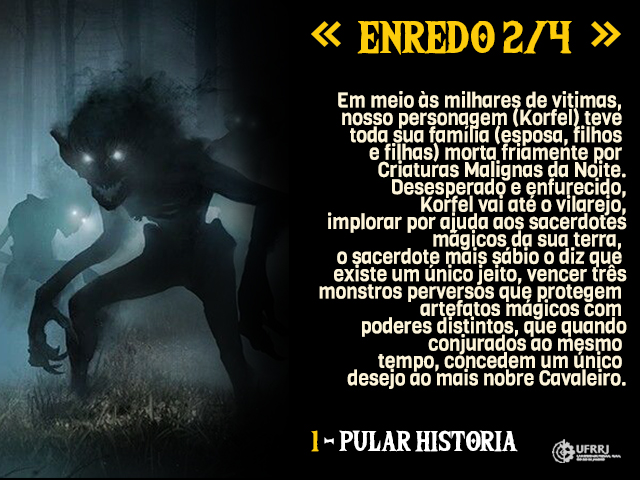 « ENREDO 2/4 »
Em meio às milhares de vitimas,
nosso personagem (Korfel) teve
toda sua família (esposa, filhos
e filhas) morta friamente por
Criaturas Malignas da Noite.
Desesperado e enfurecido,
Korfel vai até o vilarejo,
implorar por ajuda aos sacerdotes
mágicos da sua terra,
o sacerdote mais sábio o diz que
existe um único jeito, vencer três
monstros perversos que protegem
artefatos mágicos com
poderes distintos, que quando
conjurados ao mesmo
tempo, concedem um único
desejo ao mais nobre Cavaleiro.
1 - PULAR HISTORIA
UFRRJ